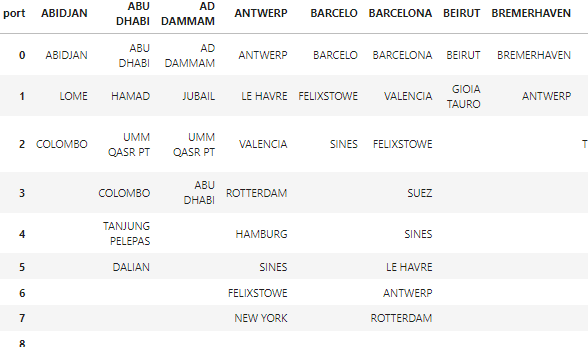 port ABIDJAN ABU DHABI AD DAMMAM ANTWERP BARCELO BARCELONA BEIRUT BREMERHAVEN
0 ABIDJAN ABU DHABI AD DAMMAM ANTWERP BARCELO BARCELONA BEIRUT BREMERHAVEN
1 LOME HAMAD JUBAIL LE HAVRE FELIXSTOWE VALENCIA GIOIA TAURO ANTWERP
2 COLOMBO UMM QASR PT UMM QASR PT VALENCIA SINES FELIXSTOWE T
3 COLOMBO ABU DHABI ROTTERDAM SUEZ
4 TANJUNG PELEPAS HAMBURG SINES
5 DALIAN SINES LE HAVRE
6 FELIXSTOWE ANTWERP
7 NEW YORK ROTTERDAM
8